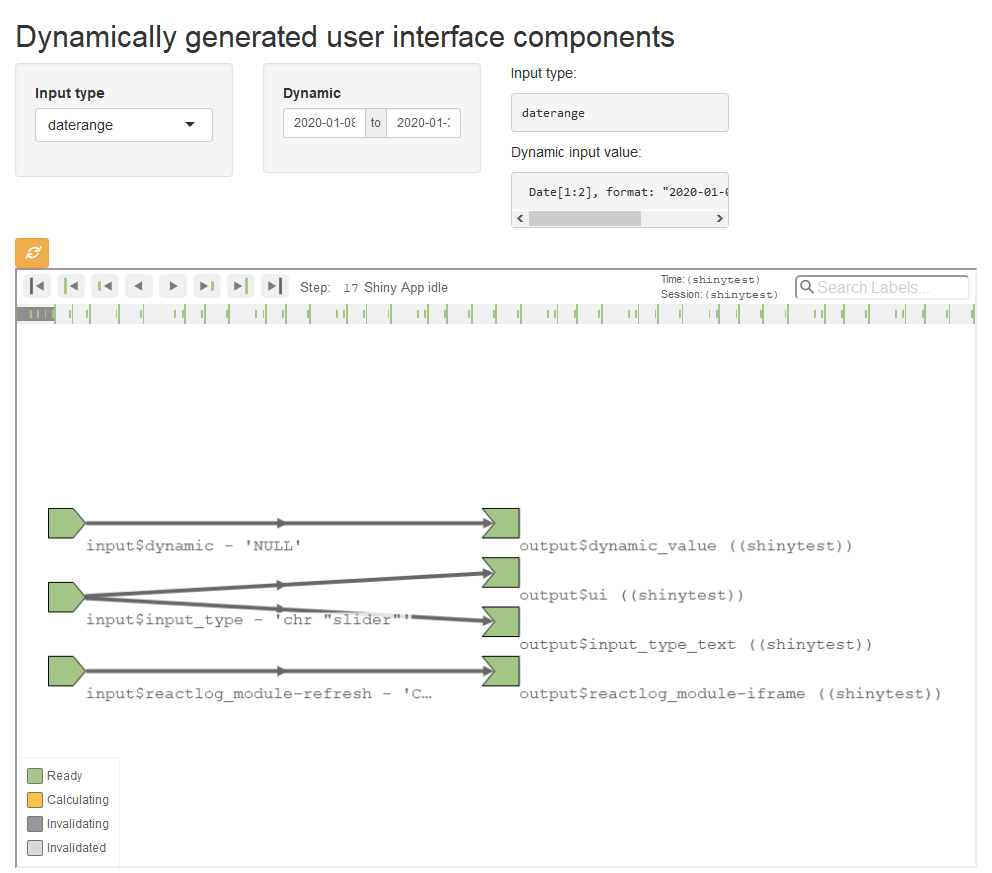 Dynamically generated user interface components
Input type
daterange
Dynamic
2020-01-08 to 2020-01-
Input type:
daterange
Dynamic input value:
Date[1:2], format: "2020-01-0
Step: 17 Shiny App idle
Time: (shinytest)
Session: (shinytest)
Search Labels...
input$dynamic - 'NULL'
output$dynamic_value ((shinytest))
output$ui ((shinytest))
input$input_type - 'chr "slider"'
output$input_type_text ((shinytest))
input$reactlog_module-refresh - 'C…
output$reactlog_module-iframe ((shinytest))
Ready
Calculating
Invalidating
Invalidated